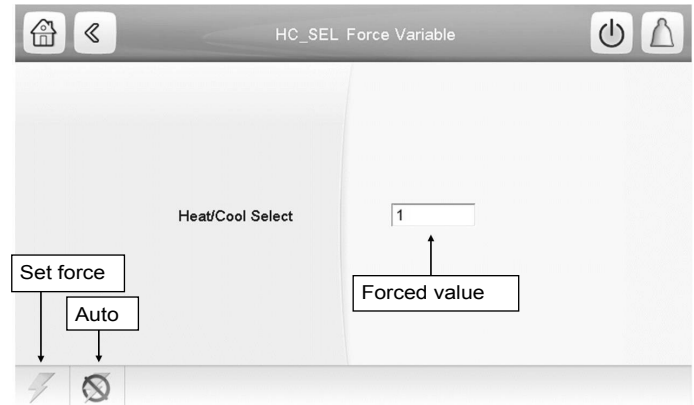 HC_SEL Force Variable
Heat/Cool Select
1
Set force
Forced value
Auto